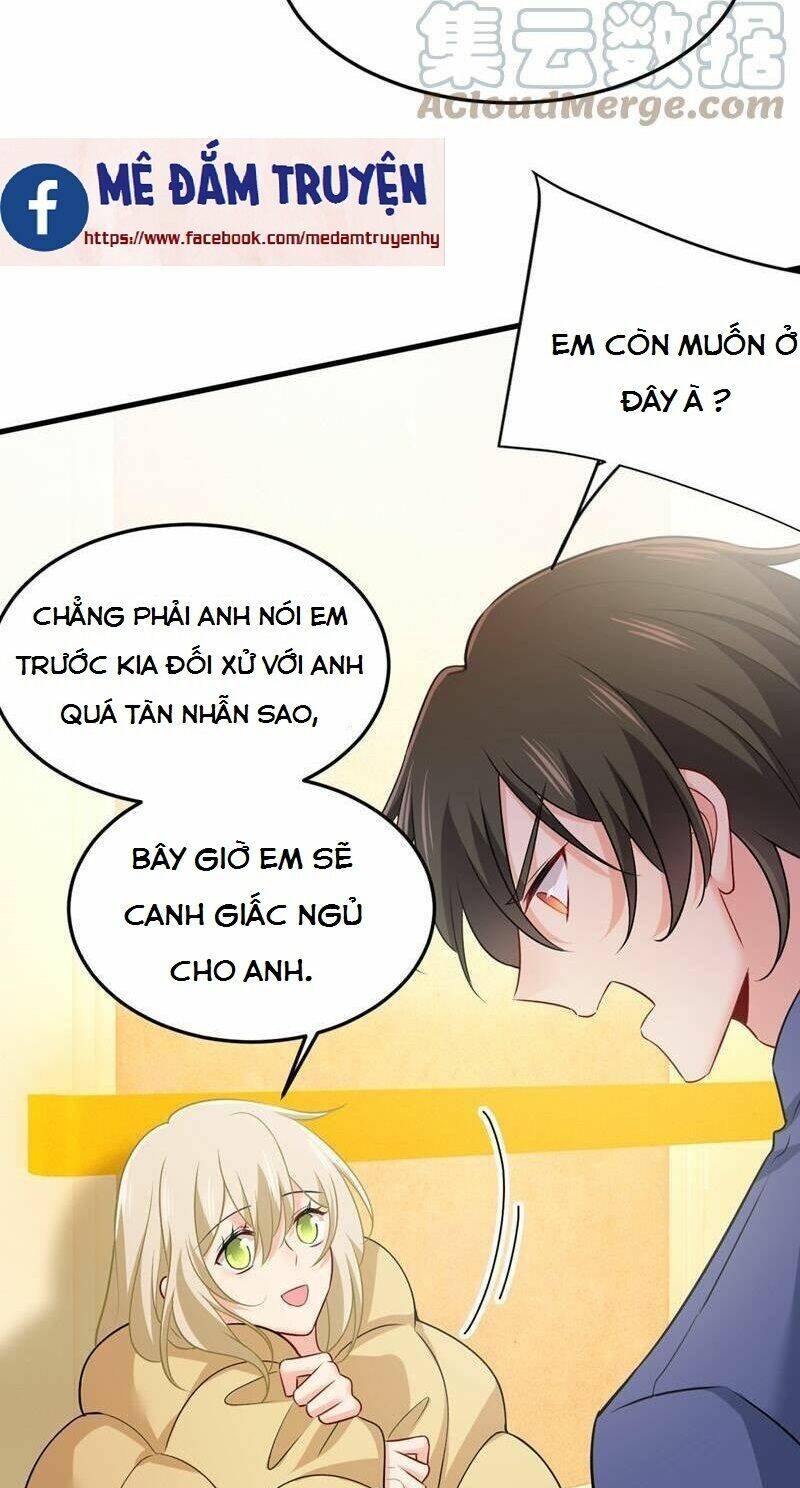 集云数据
ACloudMerge.com
MÊ ĐẮM TRUYỆN
https://www.facebook.com/medamtruyenhy
EM CÒN MUỐN Ở
ĐÂY À ?
CHẲNG PHẢI ANH NÓI EM
TRƯỚC KIA ĐỐI XỬ VỚI ANH
QUÁ TÀN NHẪN SAO,
BÂY GIỜ EM SẼ
CANH GIẤC NGỦ
CHO ANH.